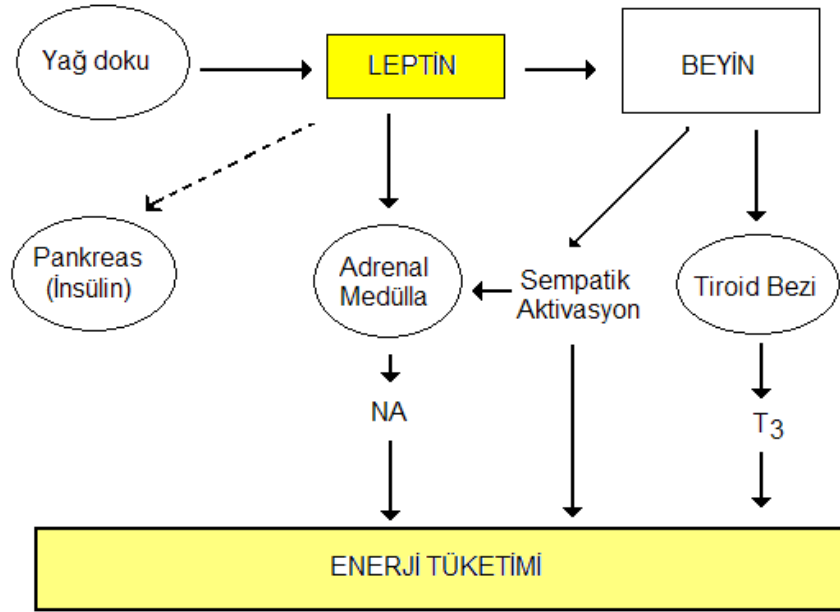 Yağ doku
LEPTİN
BEYİN
Pankreas
(İnsülin)
Adrenal
Medülla
Sempatik
Aktivasyon
Tiroid Bezi
NA
T3
ENERJİ TÜKETİMİ